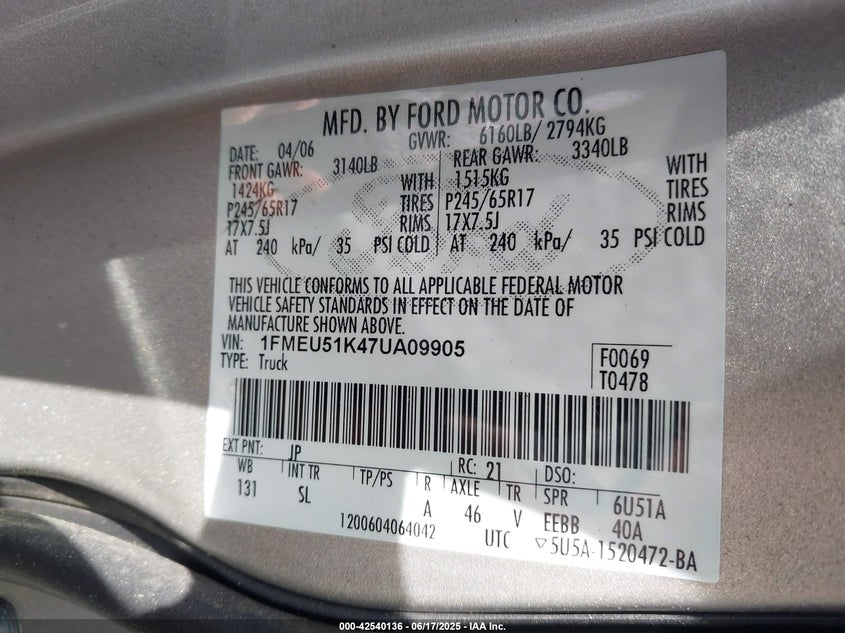 MFD. BY FORD MOTOR CO.
DATE: 04/06 GVWR: 6160LB/ 2794KG
FRONT GAWR: 3140LB REAR GAWR: 3340LB
1424KG WITH 1515KG WITH
P245/65R17 TIRES P245/65R17 TIRES
17X7.5J RIMS 17X7.5J RIMS
AT 240 kPa/ 35 PSI COLD AT 240 kPa/ 35 PSI COLD
Ford
THIS VEHICLE CONFORMS TO ALL APPLICABLE FEDERAL MOTOR
VEHICLE SAFETY STANDARDS IN EFFECT ON THE DATE OF
MANUFACTURE SHOWN ABOVE.
VIN: 1FMEU51K47UA09905
TYPE: Truck
F0069
T0478
EXT PNT: JP RC: 21 DSO:
WB INT TR TP/PS R AXLE TR SPR 6U51A
131 SL A 46 V EEBB 40A
1200604064042 UTC ▽5U5A-1520472-BA
000-42540136 - 06/17/2025 - IAA Inc.